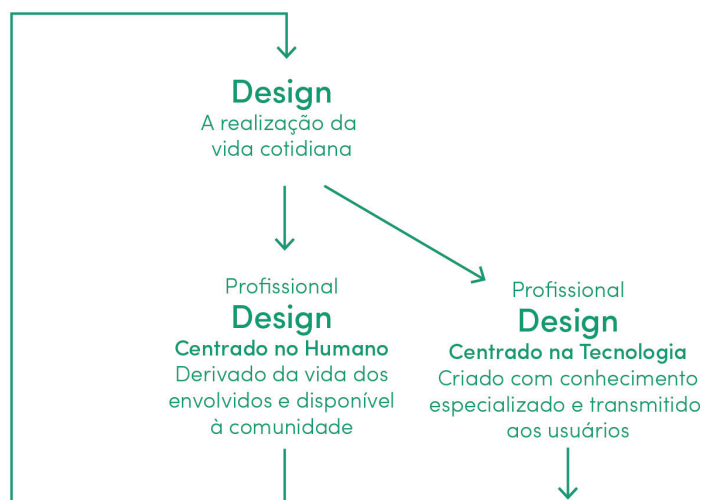 Design
A realização da
vida cotidiana
Profissional
Design
Centrado no Humano
Derivado da vida dos
envolvidos e disponível
à comunidade
Profissional
Design
Centrado na Tecnologia
Criado com conhecimento
especializado e transmitido
aos usuários